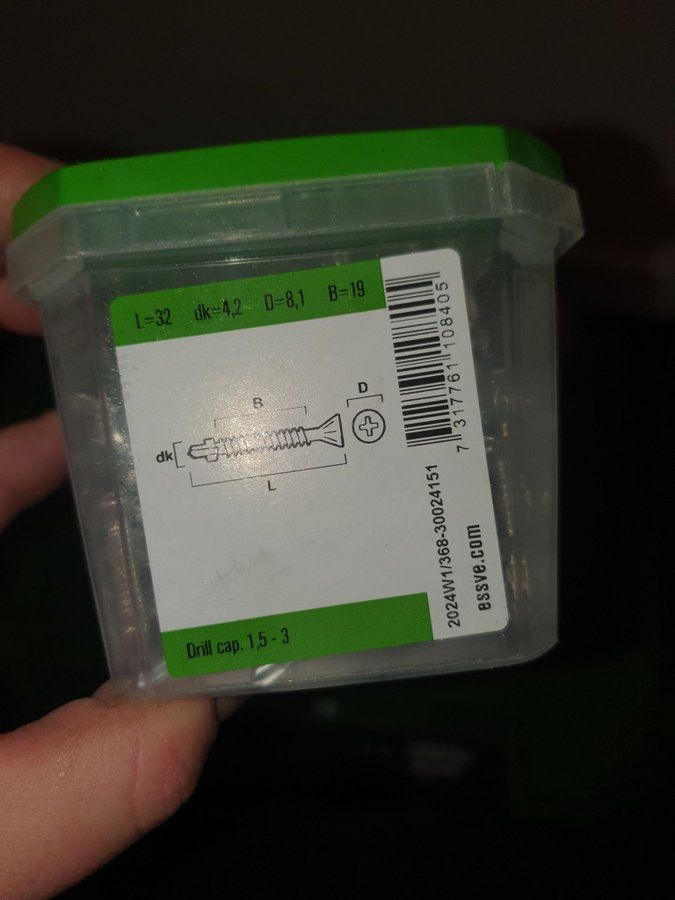 L=32 dk=4,2 D=8,1 B=19
B
D
dk
L
Drill cap. 1,5 - 3
7 317761 108405
2024W1/368-30024151
essve.com